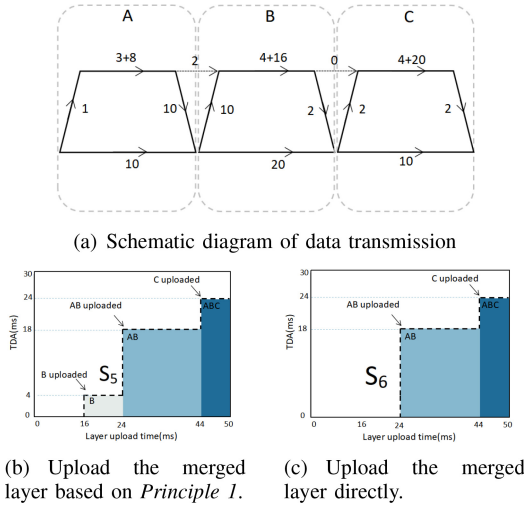 A B C
3+8 2 4+16 0 4+20
1 10 10 2 2 2
10 20 10
(a) Schematic diagram of data transmission
30
24
18
4
0
TDA(ms)
C uploaded
ABC
AB uploaded
AB
B uploaded
S5
B
0 16 24 44 50
Layer upload time(ms)
(b) Upload the merged
layer based on Principle 1.
30
24
18
0
TDA(ms)
C uploaded
ABC
AB uploaded
AB
S6
0 24 44 50
Layer upload time(ms)
(c) Upload the merged
layer directly.